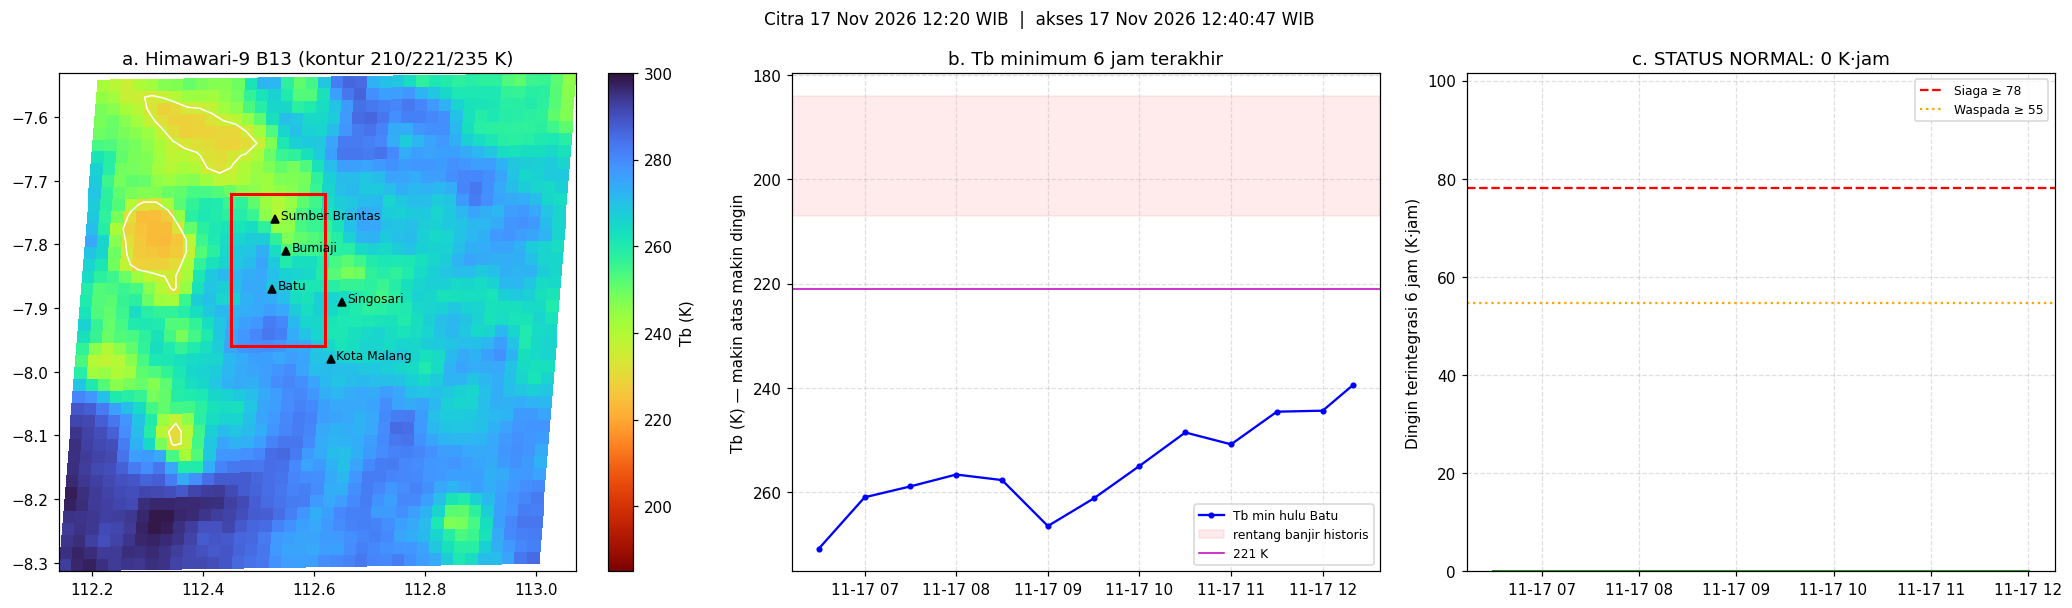 Citra 17 Nov 2026 12:20 WIB | akses 17 Nov 2026 12:40:47 WIB
a. Himawari-9 B13 (kontur 210/221/235 K)
−7.6
−7.7
−7.8
−7.9
−8.0
−8.1
−8.2
−8.3
Sumber Brantas
Bumiaji
Batu
Singosari
Kota Malang
112.2
112.4
112.6
112.8
113.0
300
280
260
240
220
200
Tb (K)
b. Tb minimum 6 jam terakhir
Tb (K) — makin atas makin dingin
180
200
220
240
260
Tb min hulu Batu
rentang banjir historis
221 K
11-17 07
11-17 08
11-17 09
11-17 10
11-17 11
11-17 12
c. STATUS NORMAL: 0 K·jam
Dingin terintegrasi 6 jam (K·jam)
100
80
60
40
20
0
Siaga ≥ 78
Waspada ≥ 55
11-17 07
11-17 08
11-17 09
11-17 10
11-17 11
11-17 12